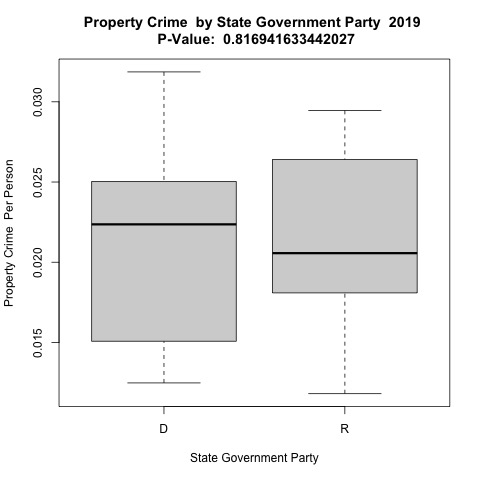 Property Crime  by State Government Party  2019
P-Value:  0.816941633442027
Property Crime  Per Person
0.030
0.025
0.020
0.015
D
R
State Government Party